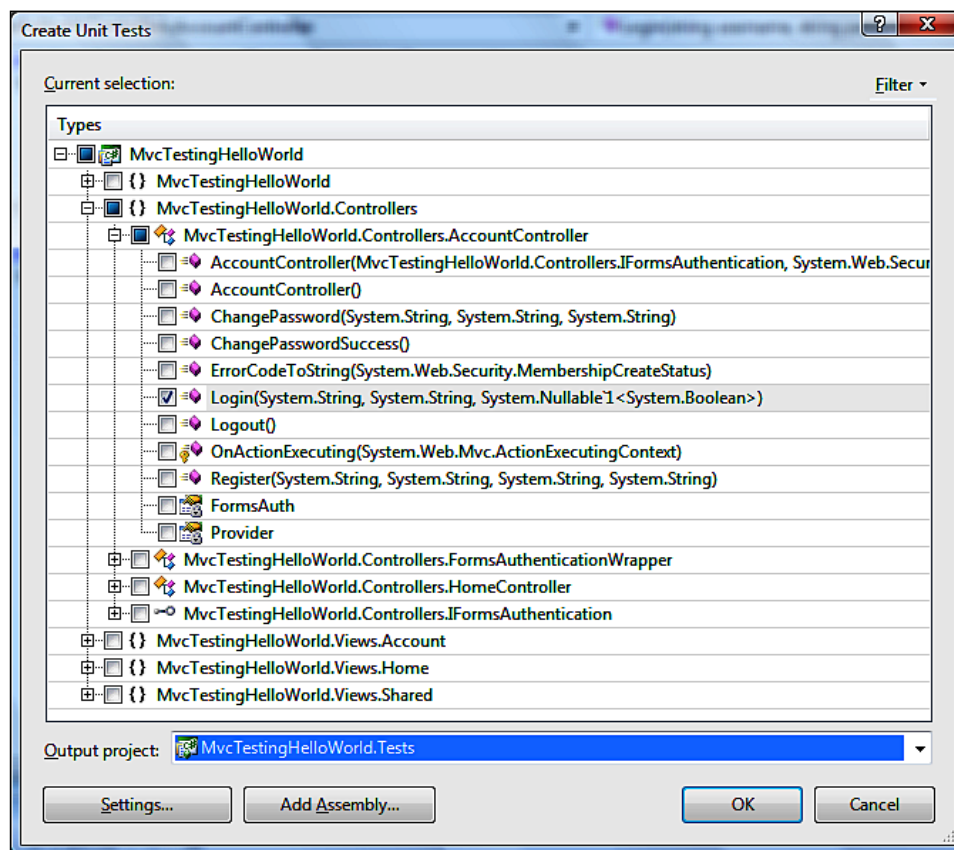 Create Unit Tests
?
X
Current selection:
Filter
Types
MvcTestingHelloWorld
{} MvcTestingHelloWorld
{} MvcTestingHelloWorld.Controllers
MvcTestingHelloWorld.Controllers.AccountController
AccountController(MvcTestingHelloWorld.Controllers.IFormsAuthentication, System.Web.Secur
AccountController()
ChangePassword(System.String, System.String, System.String)
ChangePasswordSuccess()
ErrorCodeToString(System.Web.Security.MembershipCreateStatus)
Login(System.String, System.String, System.Nullable`1<System.Boolean>)
Logout()
OnActionExecuting(System.Web.Mvc.ActionExecutingContext)
Register(System.String, System.String, System.String, System.String)
FormsAuth
Provider
MvcTestingHelloWorld.Controllers.FormsAuthenticationWrapper
MvcTestingHelloWorld.Controllers.HomeController
MvcTestingHelloWorld.Controllers.IFormsAuthentication
{} MvcTestingHelloWorld.Views.Account
{} MvcTestingHelloWorld.Views.Home
{} MvcTestingHelloWorld.Views.Shared
Output project: MvcTestingHelloWorld.Tests
Settings... Add Assembly... OK Cancel